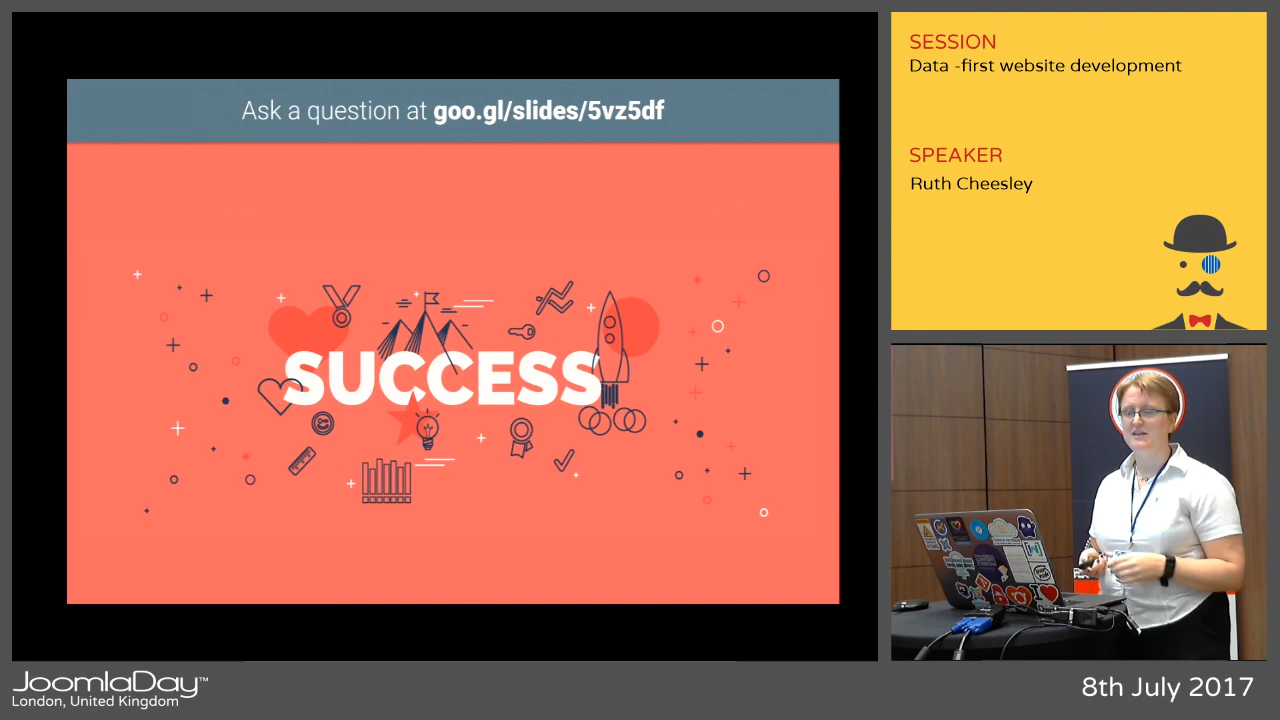 Ask a question at goo.gl/slides/5vz5df
SUCCESS
SESSION
Data -first website development
SPEAKER
Ruth Cheesley
JoomlaDay™
London, United Kingdom
8th July 2017